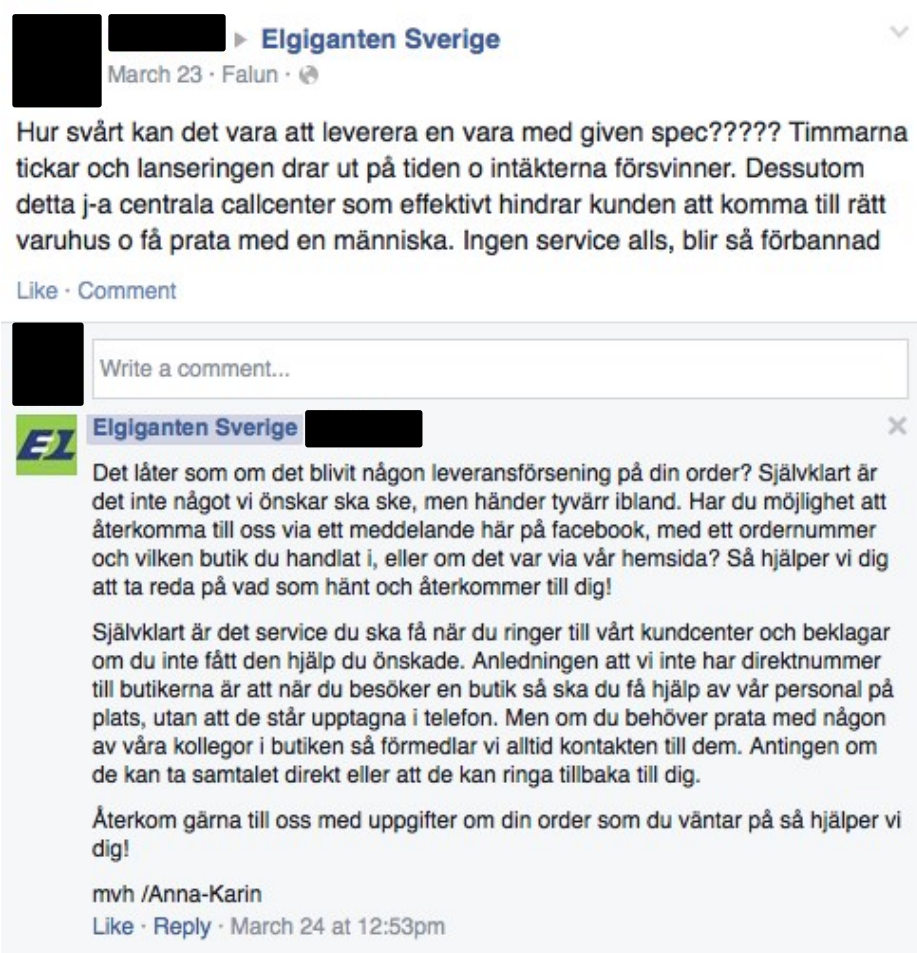 Elgiganten Sverige
March 23 · Falun ·
Hur svårt kan det vara att leverera en vara med given spec????? Timmarna
tickar och lanseringen drar ut på tiden o intäkterna försvinner. Dessutom
detta j-a centrala callcenter som effektivt hindrar kunden att komma till rätt
varuhus o få prata med en människa. Ingen service alls, blir så förbannad
Like · Comment
Write a comment...
EL
Elgiganten Sverige
Det låter som om det blivit någon leveransförsening på din order? Självklart är
det inte något vi önskar ska ske, men händer tyvärr ibland. Har du möjlighet att
återkomma till oss via ett meddelande här på facebook, med ett ordernummer
och vilken butik du handlat i, eller om det var via vår hemsida? Så hjälper vi dig
att ta reda på vad som hänt och återkommer till dig!
Självklart är det service du ska få när du ringer till vårt kundcenter och beklagar
om du inte fått den hjälp du önskade. Anledningen att vi inte har direktnummer
till butikerna är att när du besöker en butik så ska du få hjälp av vår personal på
plats, utan att de står upptagna i telefon. Men om du behöver prata med någon
av våra kollegor i butiken så förmedlar vi alltid kontakten till dem. Antingen om
de kan ta samtalet direkt eller att de kan ringa tillbaka till dig.
Återkom gärna till oss med uppgifter om din order som du väntar på så hjälper vi
dig!
mvh /Anna-Karin
Like · Reply · March 24 at 12:53pm